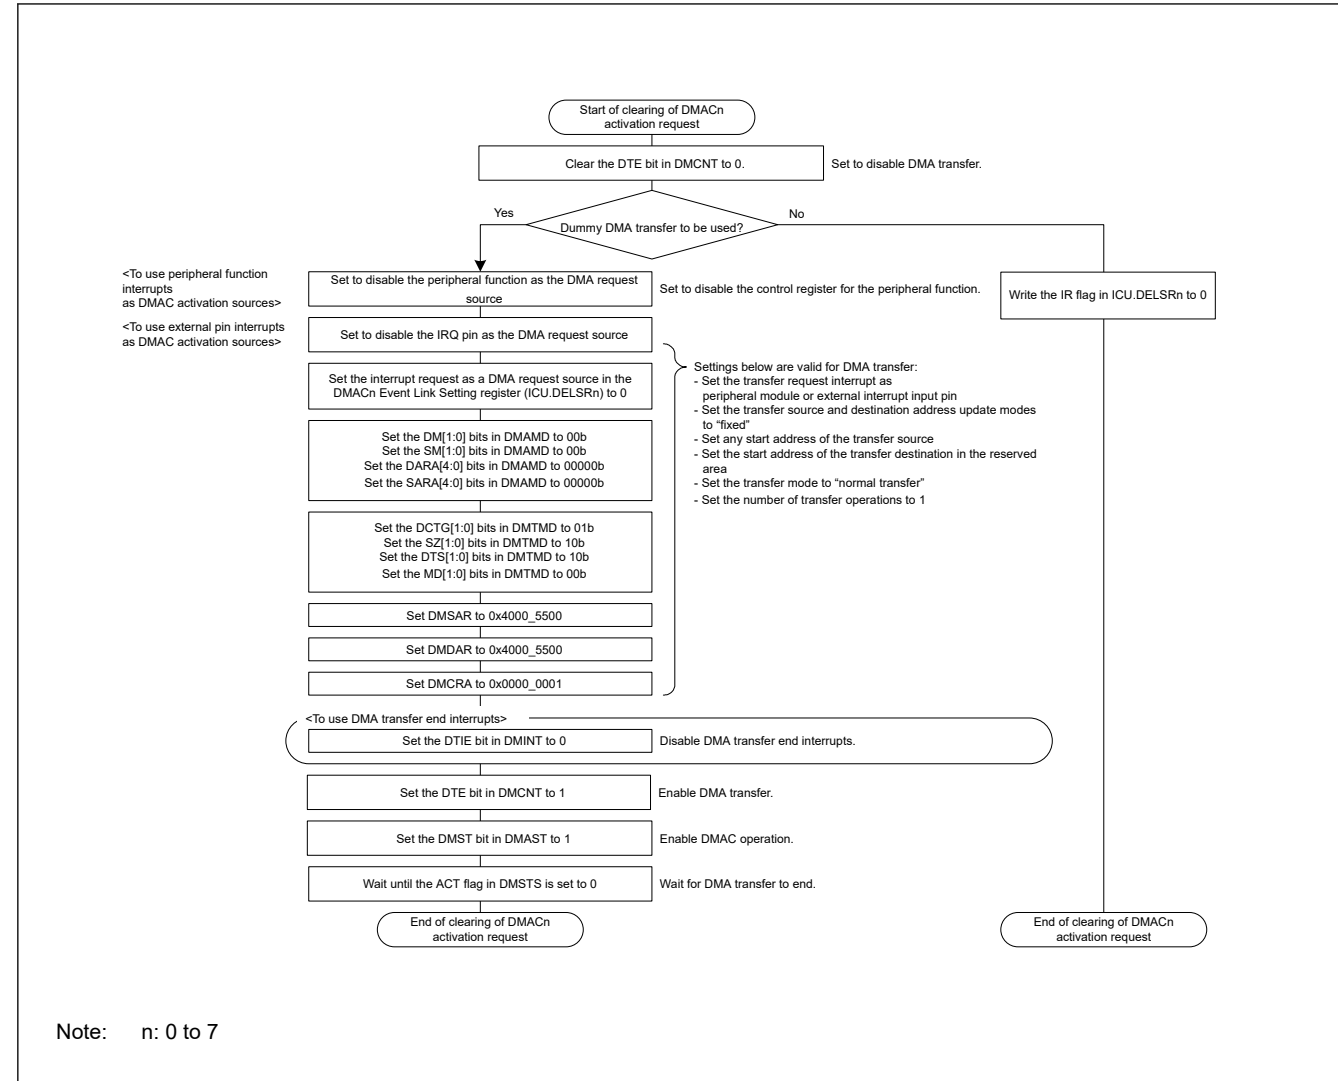 Start of clearing of DMACn
activation request
Clear the DTE bit in DMCNT to 0.
Set to disable DMA transfer.
Yes
No
Dummy DMA transfer to be used?
<To use peripheral function
interrupts
as DMAC activation sources>
Set to disable the peripheral function as the DMA request
source
Set to disable the control register for the peripheral function.
Write the IR flag in ICU.DELSRn to 0
<To use external pin interrupts
as DMAC activation sources>
Set to disable the IRQ pin as the DMA request source
Set the interrupt request as a DMA request source in the
DMACn Event Link Setting register (ICU.DELSRn) to 0
Settings below are valid for DMA transfer:
- Set the transfer request interrupt as
peripheral module or external interrupt input pin
- Set the transfer source and destination address update modes
to “fixed”
- Set any start address of the transfer source
- Set the start address of the transfer destination in the reserved
area
- Set the transfer mode to “normal transfer”
- Set the number of transfer operations to 1
Set the DM[1:0] bits in DMAMD to 00b
Set the SM[1:0] bits in DMAMD to 00b
Set the DARA[4:0] bits in DMAMD to 00000b
Set the SARA[4:0] bits in DMAMD to 00000b
Set the DCTG[1:0] bits in DMTMD to 01b
Set the SZ[1:0] bits in DMTMD to 10b
Set the DTS[1:0] bits in DMTMD to 10b
Set the MD[1:0] bits in DMTMD to 00b
Set DMSAR to 0x4000_5500
Set DMDAR to 0x4000_5500
Set DMCRA to 0x0000_0001
<To use DMA transfer end interrupts>
Set the DTIE bit in DMINT to 0
Disable DMA transfer end interrupts.
Set the DTE bit in DMCNT to 1
Enable DMA transfer.
Set the DMST bit in DMAST to 1
Enable DMAC operation.
Wait until the ACT flag in DMSTS is set to 0
Wait for DMA transfer to end.
End of clearing of DMACn
activation request
End of clearing of DMACn
activation request
Note: n: 0 to 7